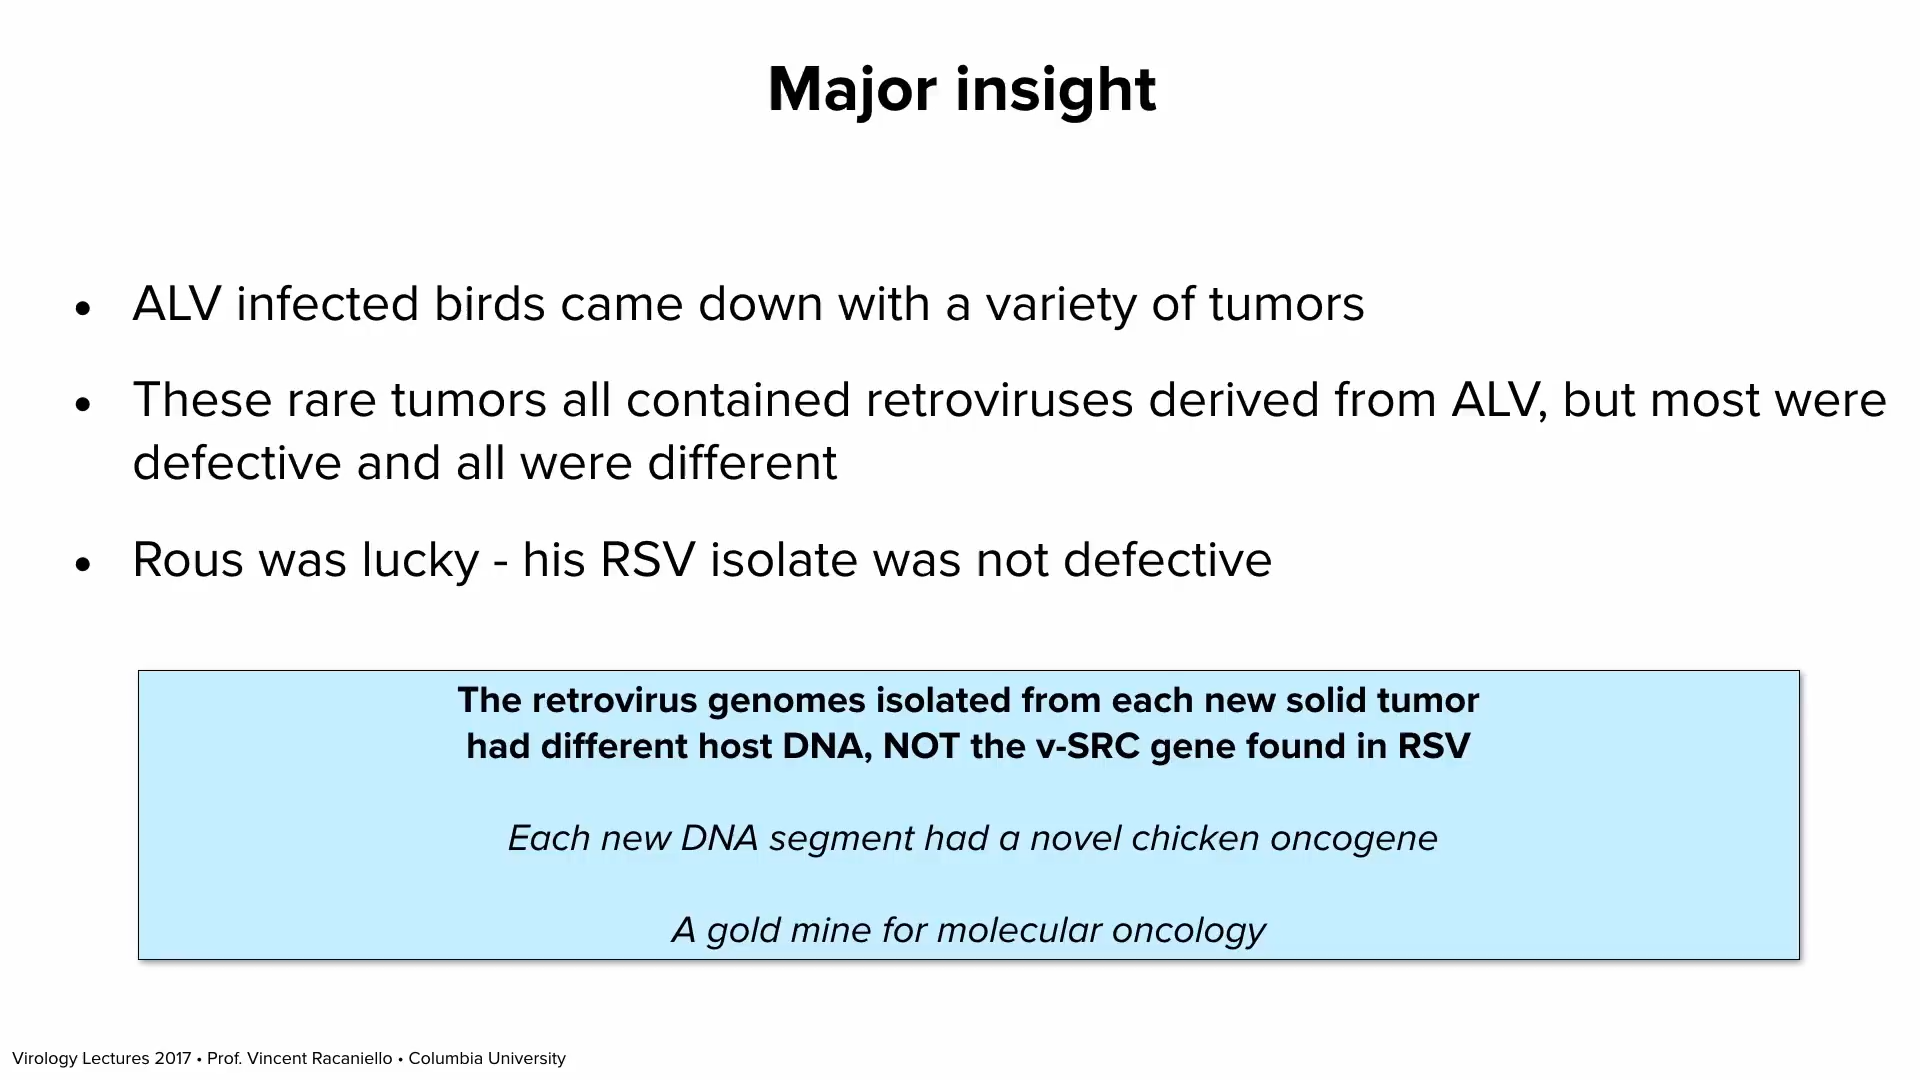 Major insight
• ALV infected birds came down with a variety of tumors
• These rare tumors all contained retroviruses derived from ALV, but most were
defective and all were different
• Rous was lucky - his RSV isolate was not defective
The retrovirus genomes isolated from each new solid tumor
had different host DNA, NOT the v-SRC gene found in RSV
Each new DNA segment had a novel chicken oncogene
A gold mine for molecular oncology
Virology Lectures 2017 • Prof. Vincent Racaniello • Columbia University